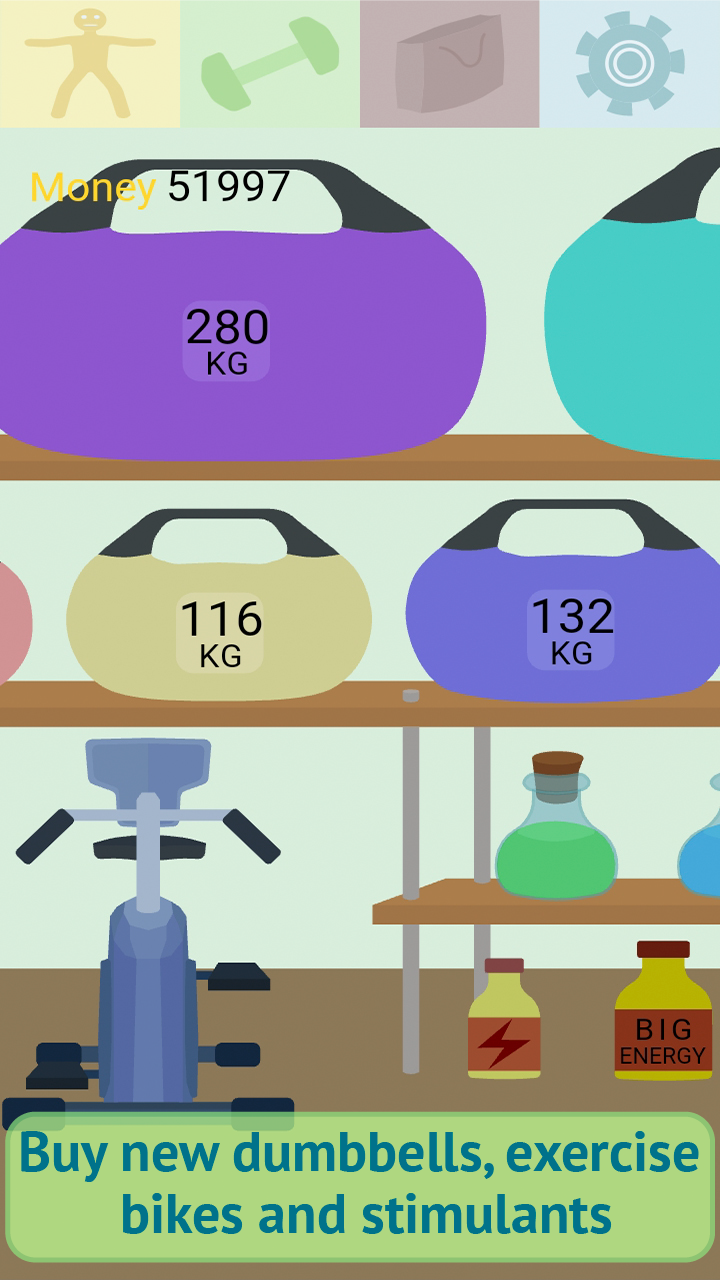 Money 51997
280
KG
116
KG
132
KG
BIG
ENERGY
Buy new dumbbells, exercise
bikes and stimulants